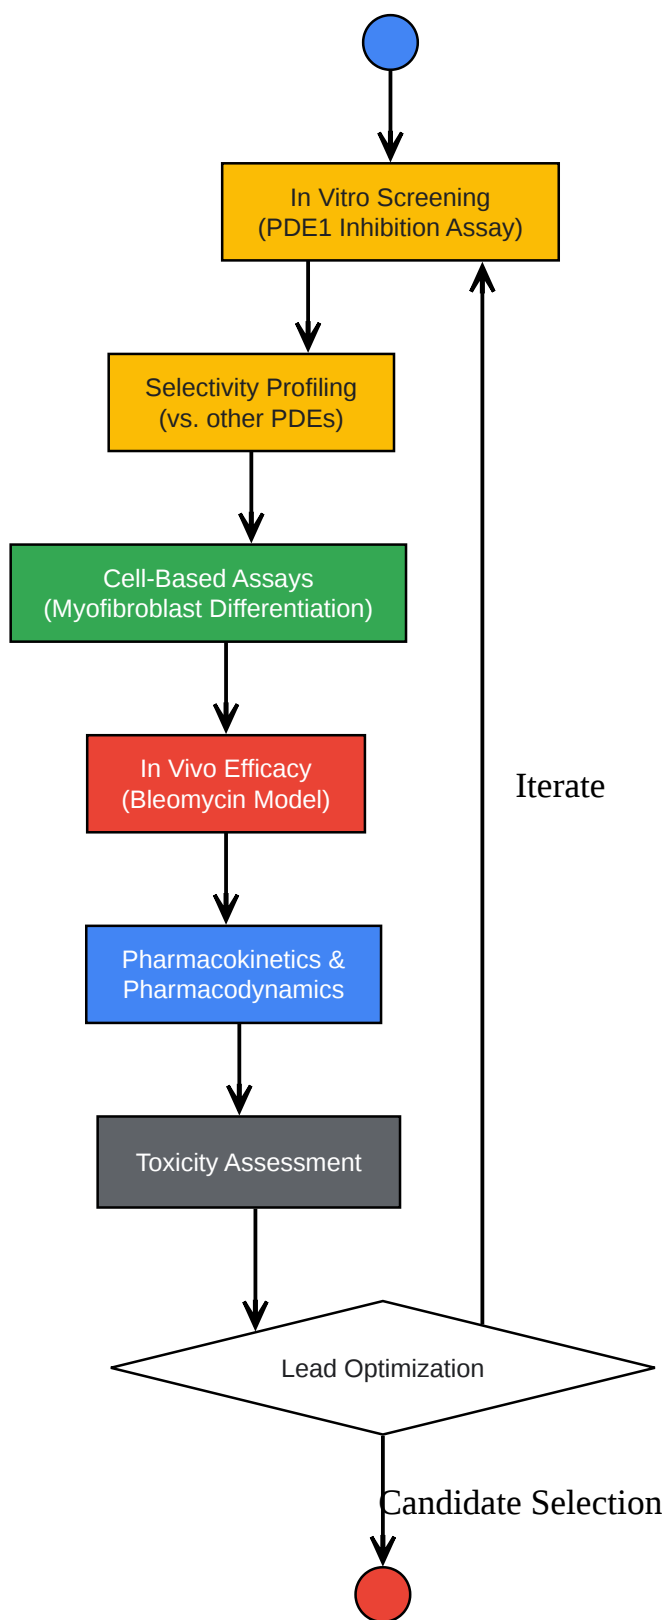 In Vitro Screening
(PDE1 Inhibition Assay)
Selectivity Profiling
(vs. other PDEs)
Cell-Based Assays
(Myofibroblast Differentiation)
In Vivo Efficacy
(Bleomycin Model)
Iterate
Pharmacokinetics &
Pharmacodynamics
Toxicity Assessment
Lead Optimization
Candidate Selection